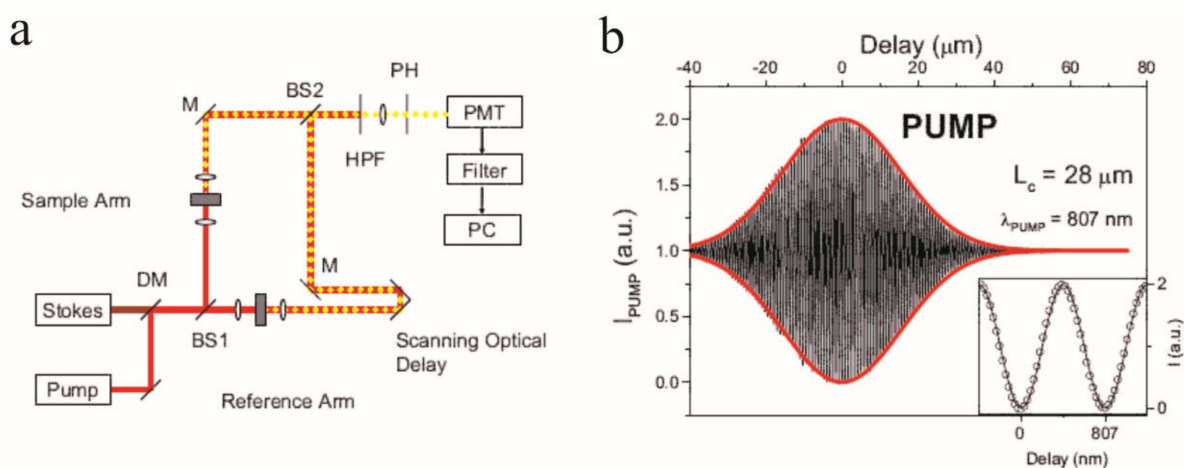 a
M
BS2
PH
PMT
HPF
Filter
Sample Arm
PC
DM
M
Stokes
BS1
Scanning Optical
Delay
Pump
Reference Arm
b
Delay (μm)
-40 -20 0 20 40 60 80
2.0
PUMP
1.5
L_c = 28 μm
λ_PUMP = 807 nm
1.0
I_PUMP (a.u.)
0.5
0.0
2
I (a.u.)
0
0 807
Delay (nm)